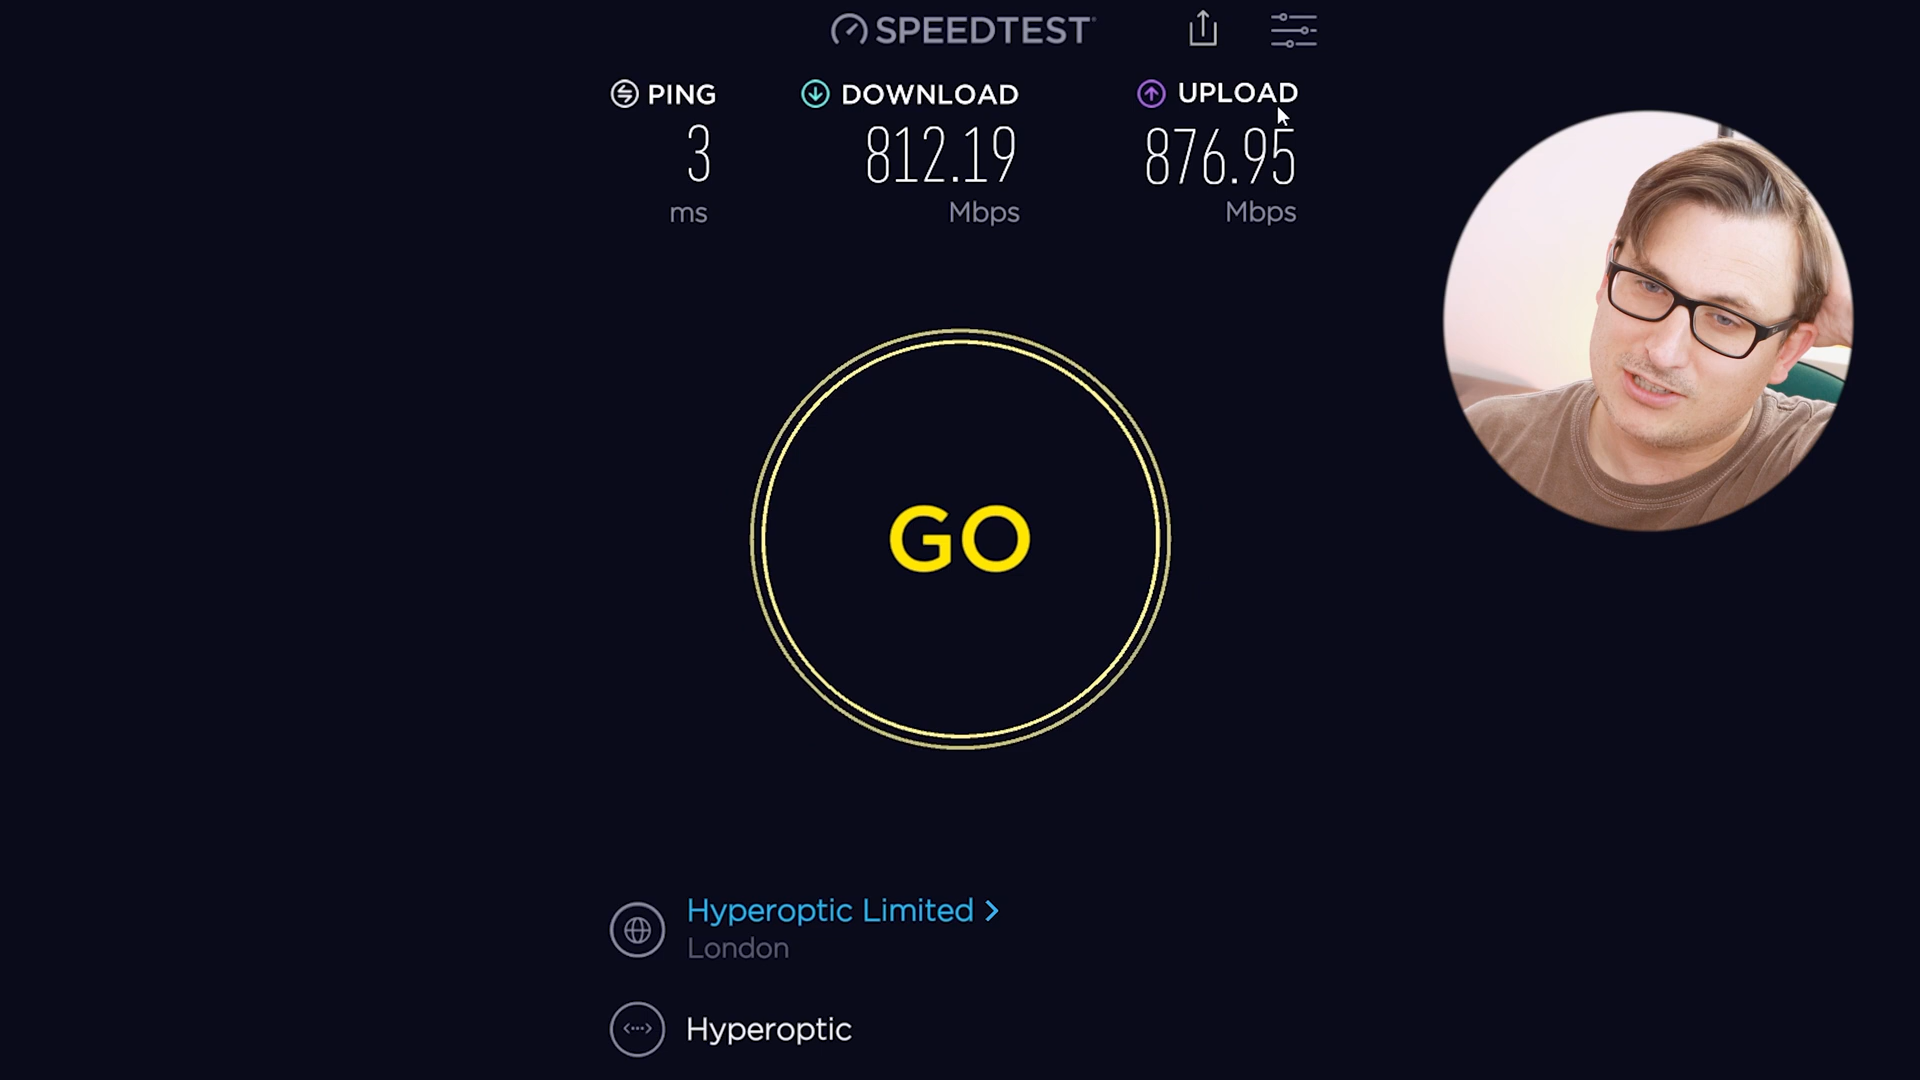 SPEEDTEST
PING DOWNLOAD UPLOAD
3 812.19 876.95
ms Mbps Mbps
GO
Hyperoptic Limited
London
Hyperoptic